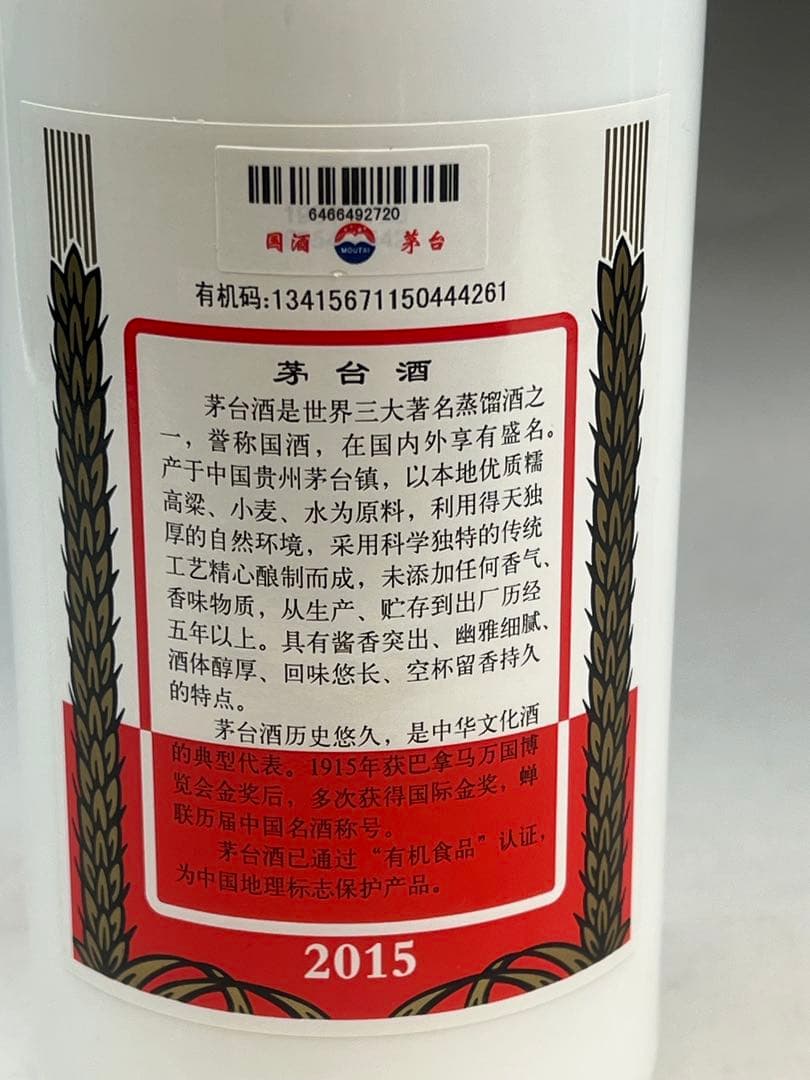 6466492720
国酒 MOUTAI 茅台
有机码:13415671150444261
茅台酒
茅台酒是世界三大著名蒸馏酒之
一，誉称国酒，在国内外享有盛名。
产于中国贵州茅台镇，以本地优质糯
高粱、小麦、水为原料，利用得天独
厚的自然环境，采用科学独特的传统
工艺精心酿制而成，未添加任何香气、
香味物质，从生产、贮存到出厂历经
五年以上。具有酱香突出、幽雅细腻、
酒体醇厚、回味悠长、空杯留香持久
的特点。
茅台酒历史悠久，是中华文化酒
的典型代表。1915年获巴拿马万国博
览会金奖后，多次获得国际金奖，蝉
联历届中国名酒称号。
茅台酒已通过“有机食品”认证，
为中国地理标志保护产品。
2015